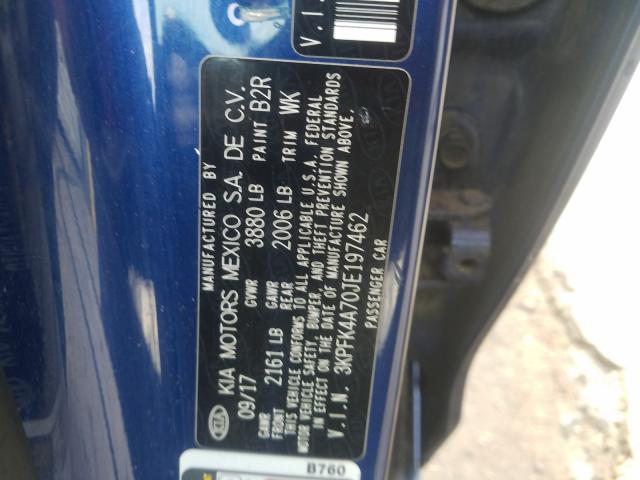 V.I.
MANUFACTURED BY
KIA KIA MOTORS MEXICO S.A. DE C.V.
09/17 GVWR 3880 LB PAINT B2R
GAWR FRONT 2161 LB GAWR REAR 2006 LB TRIM WK
THIS VEHICLE CONFORMS TO ALL APPLICABLE U.S.A. FEDERAL
MOTOR VEHICLE SAFETY, BUMPER, AND THEFT PREVENTION STANDARDS
IN EFFECT ON THE DATE OF MANUFACTURE SHOWN ABOVE.
V.I.N. 3KPFK4A70JE197462
PASSENGER CAR
B760